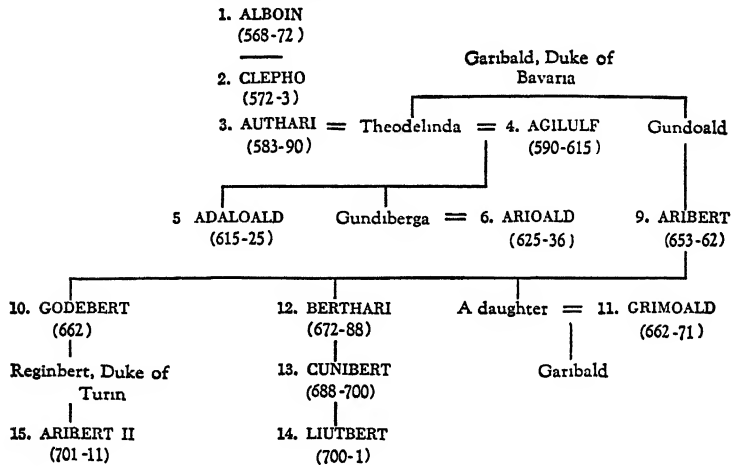 1. ALBOIN
(568-72)
Garibald, Duke of
Bavaria
2. CLEPHO
(572-3)
3. AUTHARI = Theodelinda = 4. AGILULF Gundoald
(583-90) (590-615)
5 ADALOALD Gundiberga = 6. ARIOALD 9. ARIBERT
(615-25) (625-36) (653-62)
10. GODEBERT 12. BERTHARI A daughter = 11. GRIMOALD
(662) (672-88) (662-71)
Reginbert, Duke of 13. CUNIBERT Garibald
Turin (688-700)
15. ARIRERT II 14. LIUTBERT
(701-11) (700-1)